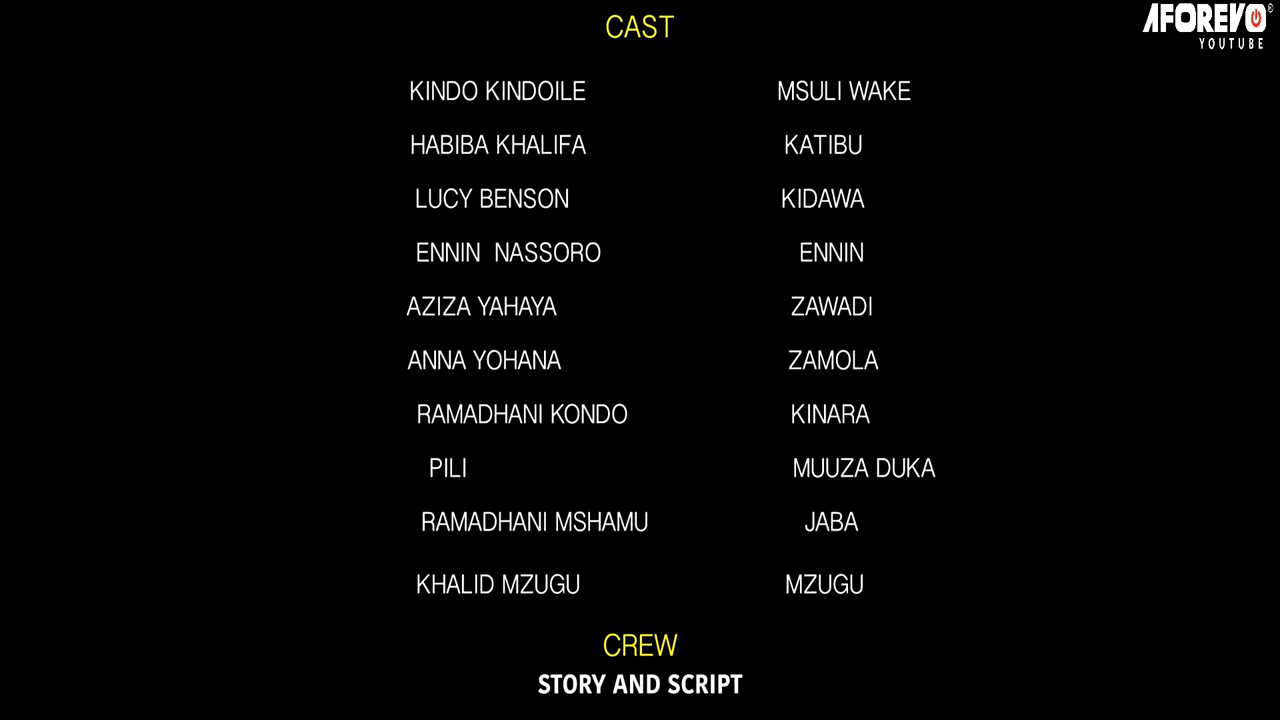 CAST
AFOREVO
YOUTUBE
KINDO KINDOILE MSULI WAKE
HABIBA KHALIFA KATIBU
LUCY BENSON KIDAWA
ENNIN NASSORO ENNIN
AZIZA YAHAYA ZAWADI
ANNA YOHANA ZAMOLA
RAMADHANI KONDO KINARA
PILI MUUZA DUKA
RAMADHANI MSHAMU JABA
KHALID MZUGU MZUGU
CREW
STORY AND SCRIPT